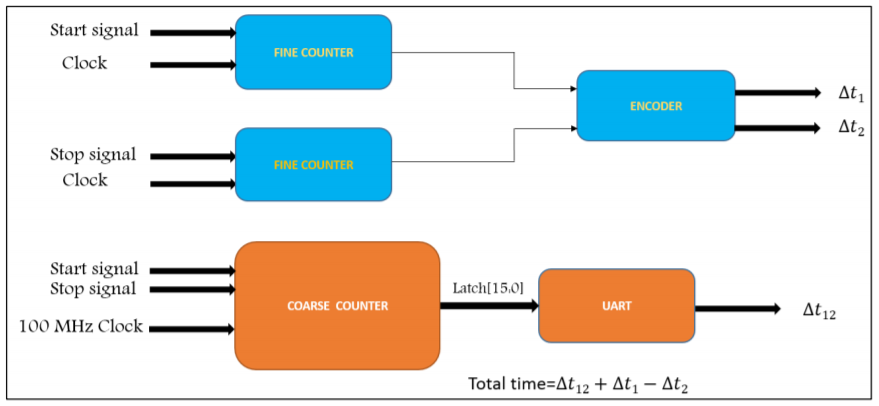 Start signal
Clock
FINE COUNTER
ENCODER
Δt₁
Δt₂
Stop signal
Clock
FINE COUNTER
Start signal
Stop signal
100 MHz Clock
COARSE COUNTER
Latch[15,0]
UART
Δt₁₂
Total time=Δt₁₂ + Δt₁ − Δt₂